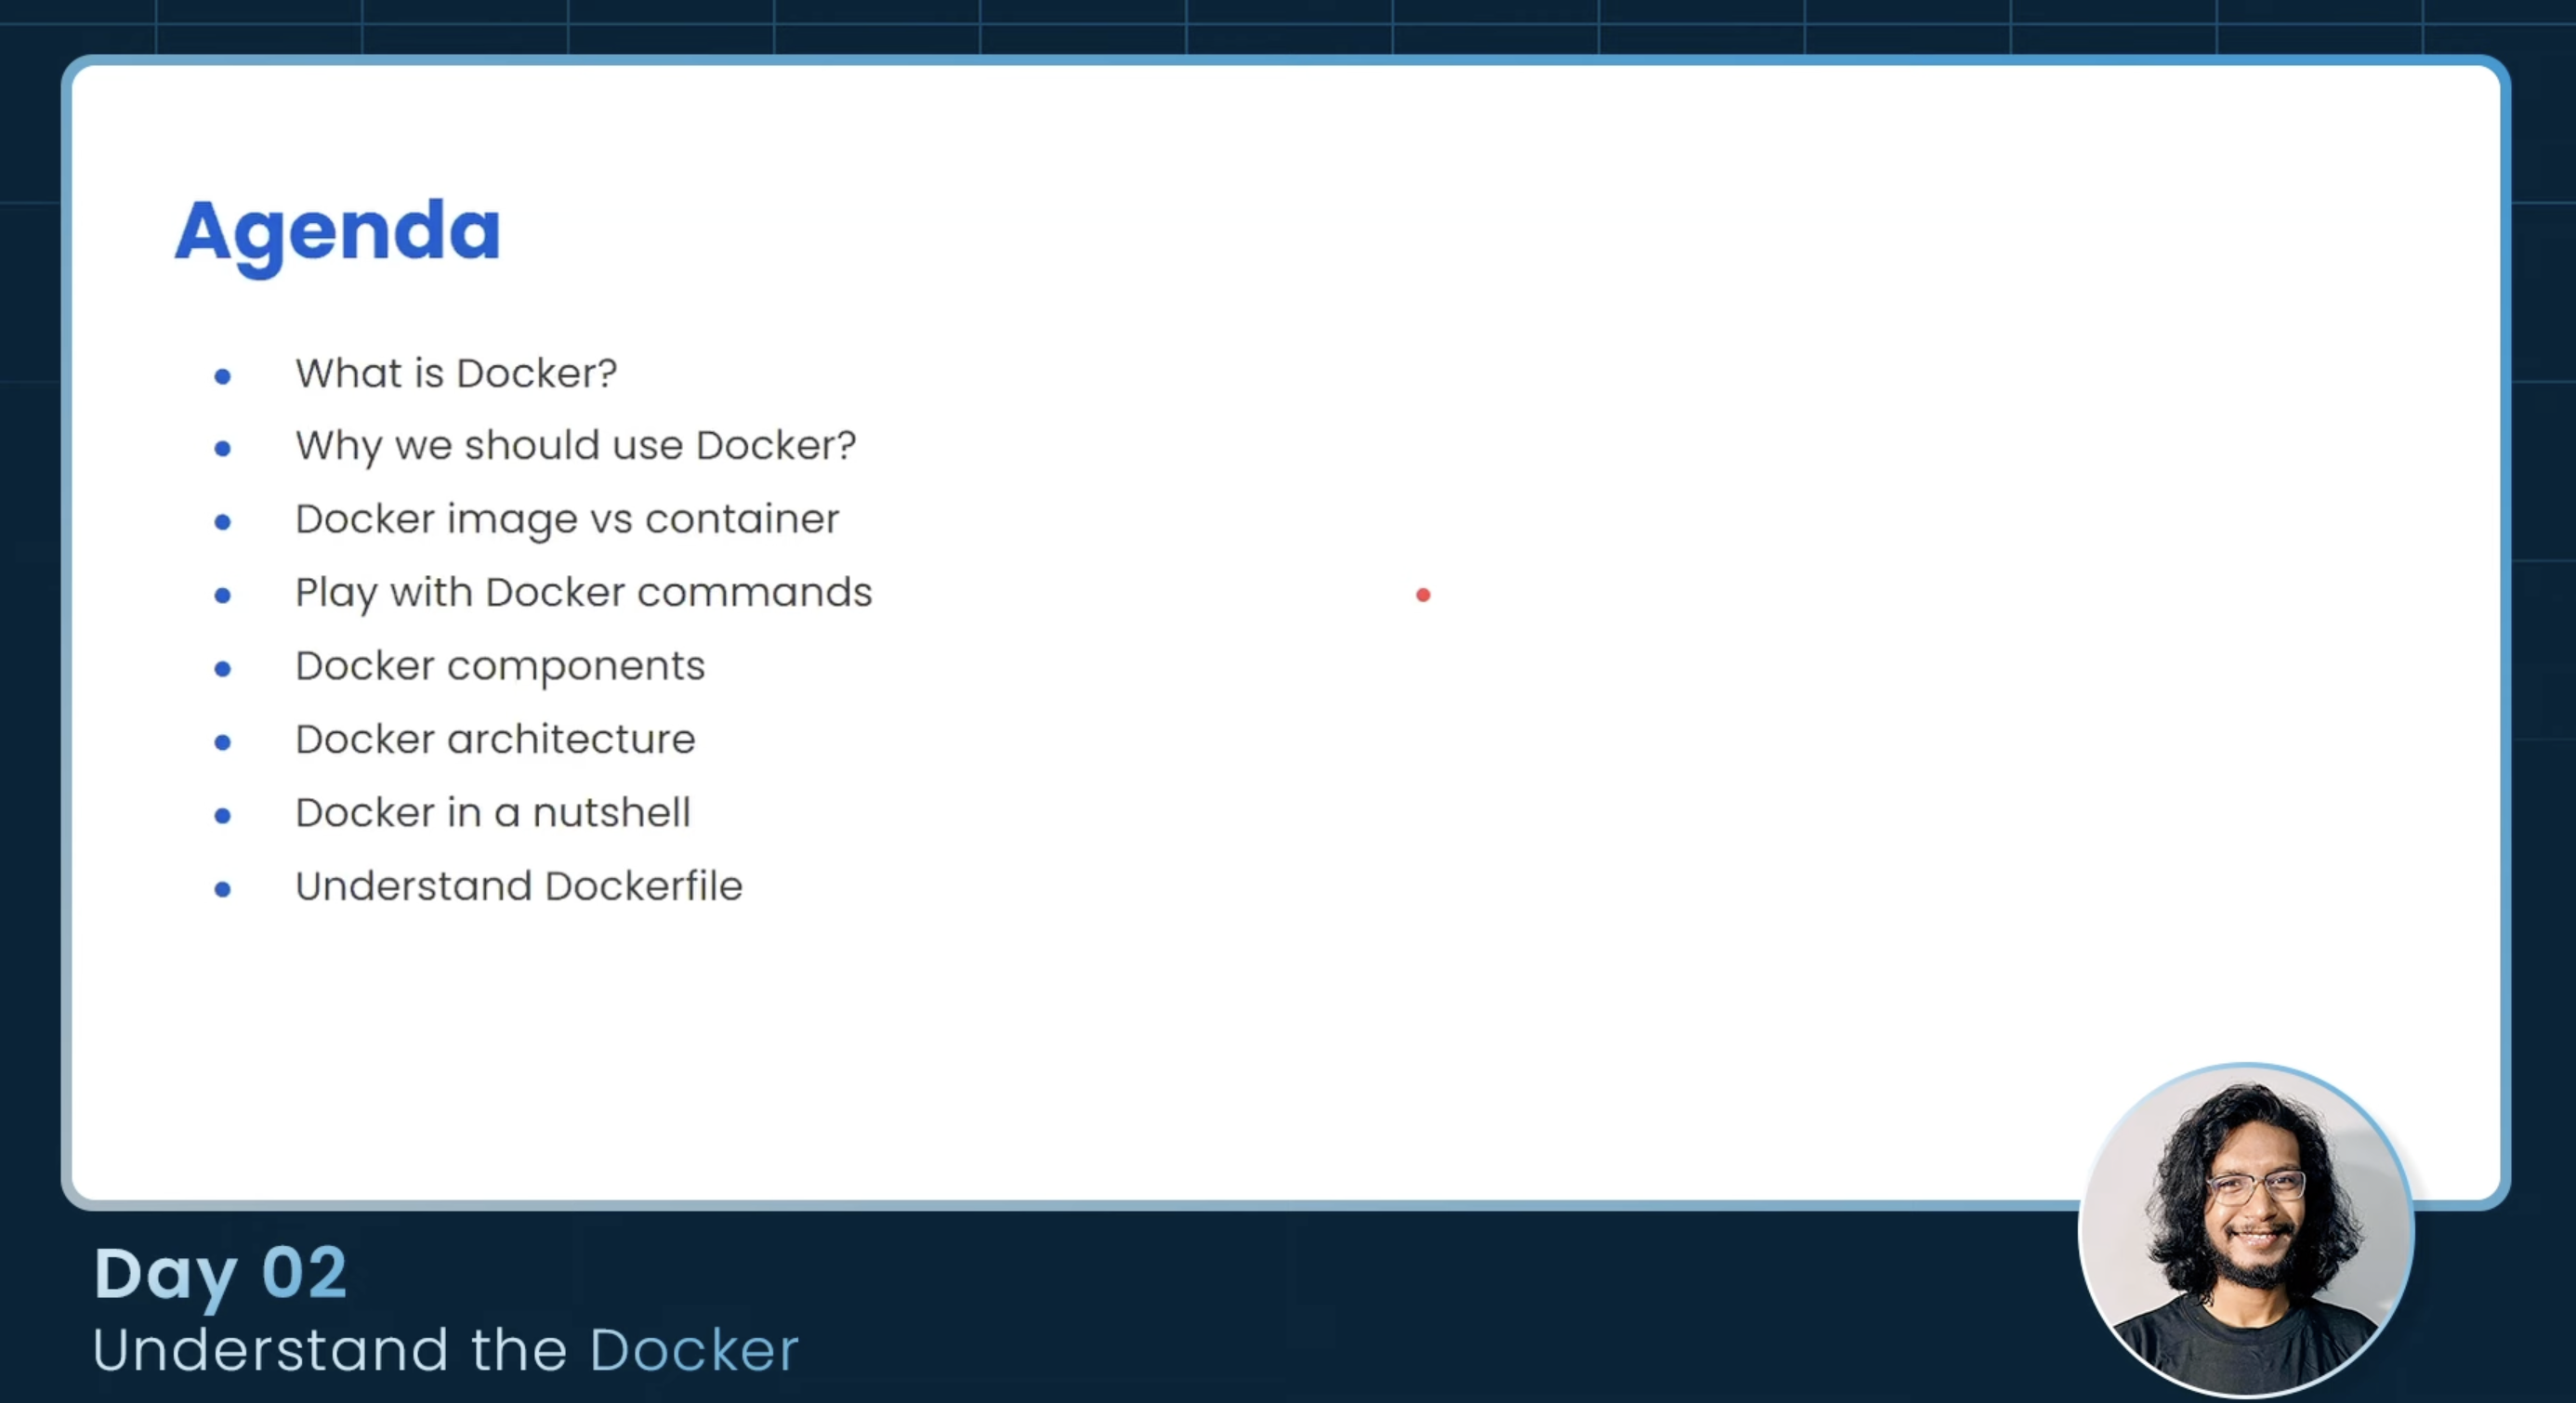 Agenda
What is Docker?
Why we should use Docker?
Docker image vs container
Play with Docker commands
Docker components
Docker architecture
Docker in a nutshell
Understand Dockerfile
Day 02
Understand the Docker